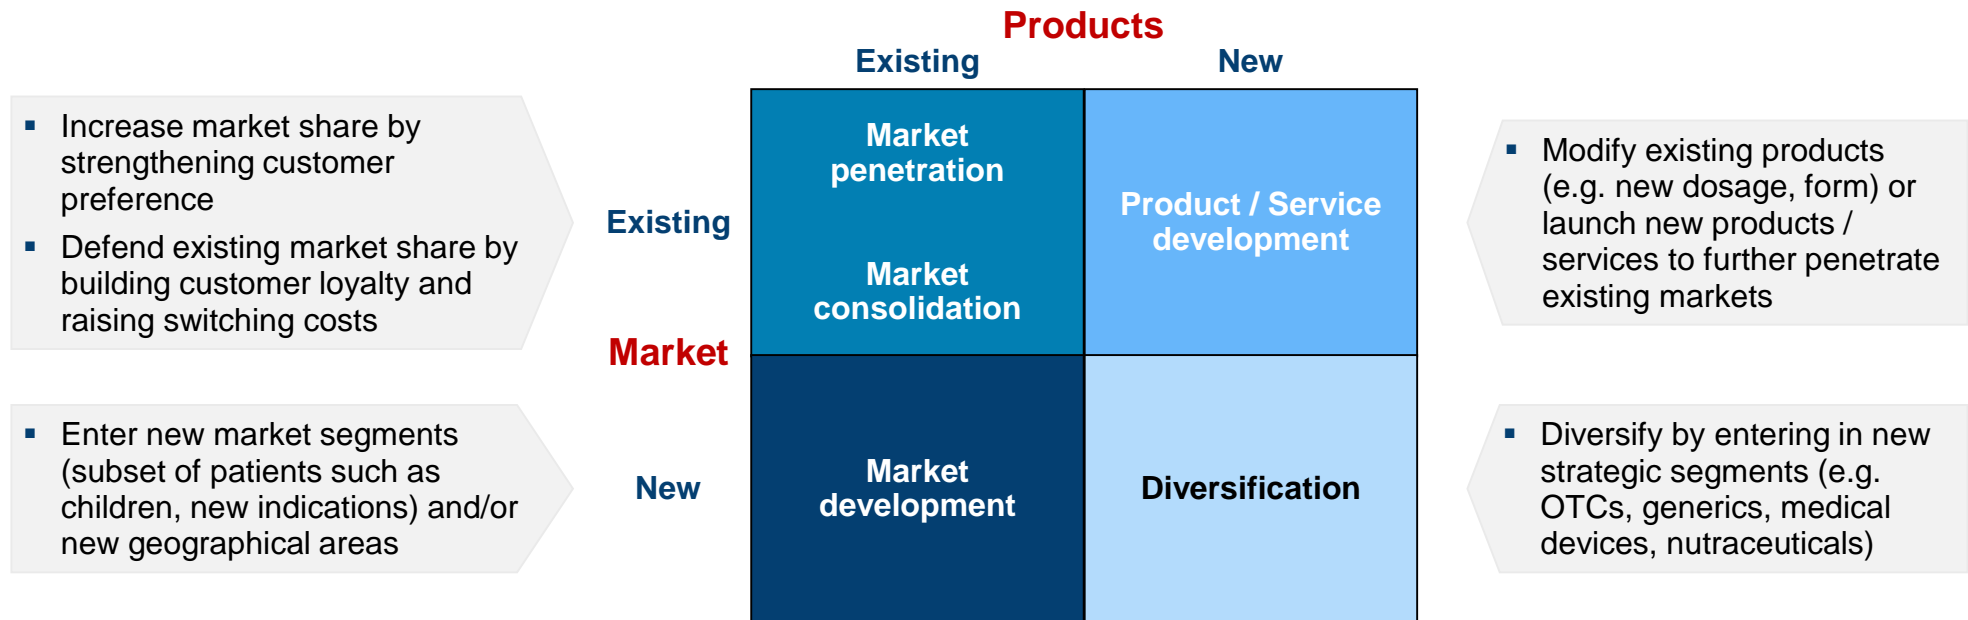 Products
Existing
New
▪ Increase market share by
strengthening customer
preference
▪ Defend existing market share by
building customer loyalty and
raising switching costs
Existing
Market
penetration
Market
consolidation
Product / Service
development
▪ Modify existing products
(e.g. new dosage, form) or
launch new products /
services to further penetrate
existing markets
Market
▪ Enter new market segments
(subset of patients such as
children, new indications) and/or
new geographical areas
New
Market
development
Diversification
▪ Diversify by entering in new
strategic segments (e.g.
OTCs, generics, medical
devices, nutraceuticals)